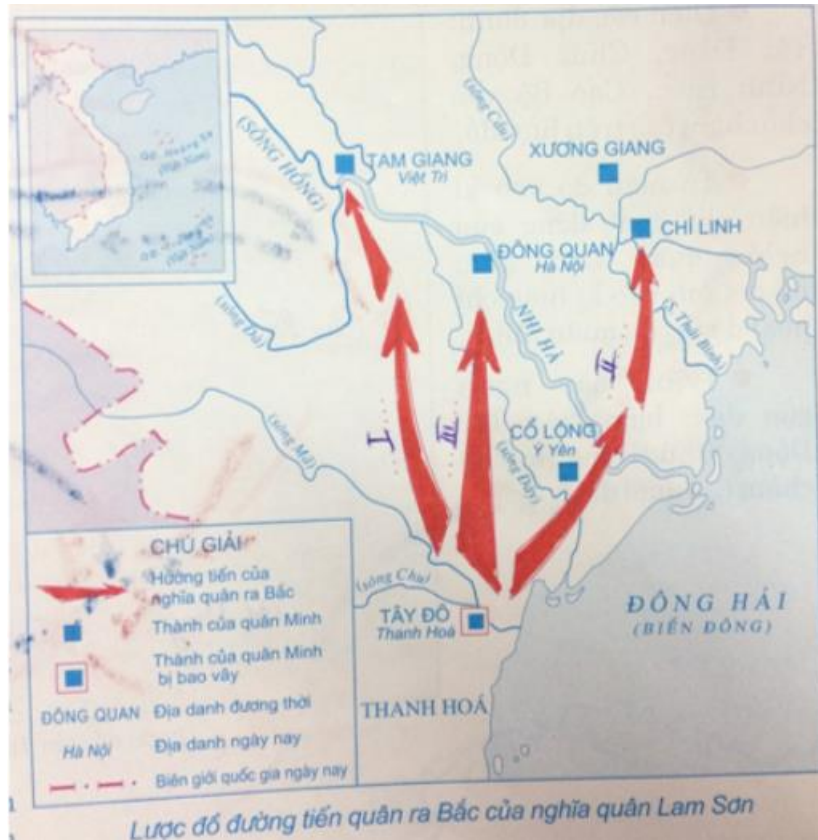 (SÔNG HỒNG)
(sông Cầu)
TAM GIANG
Việt Trì
XƯƠNG GIANG
CHÍ LINH
ĐÔNG QUAN
Hà Nội
(sông Đà)
NHỊ HÀ
(S. Thái Bình)
I
III
II
CỔ LỘNG
Ý Yên
(sông Mã)
(sông Đáy)
(sông Chu)
TÂY ĐÔ
Thanh Hoá
ĐÔNG HẢI
(BIỂN ĐÔNG)
THANH HOÁ
CHÚ GIẢI
Hướng tiến của
nghĩa quân ra Bắc
Thành của quân Minh
Thành của quân Minh
bị bao vây
ĐÔNG QUAN Địa danh đương thời
Hà Nội Địa danh ngày nay
Biên giới quốc gia ngày nay
Lược đồ đường tiến quân ra Bắc của nghĩa quân Lam Sơn